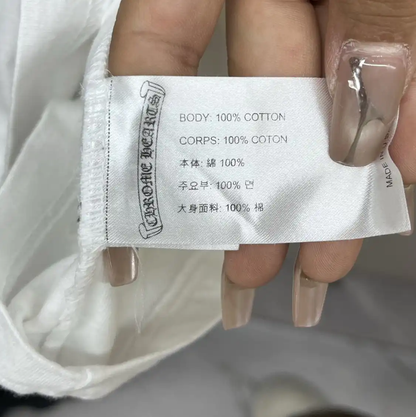 CHROME HEARTS
BODY: 100% COTTON
CORPS: 100% COTON
本体: 綿 100%
주요부: 100% 면
大身面料: 100% 棉
MADE